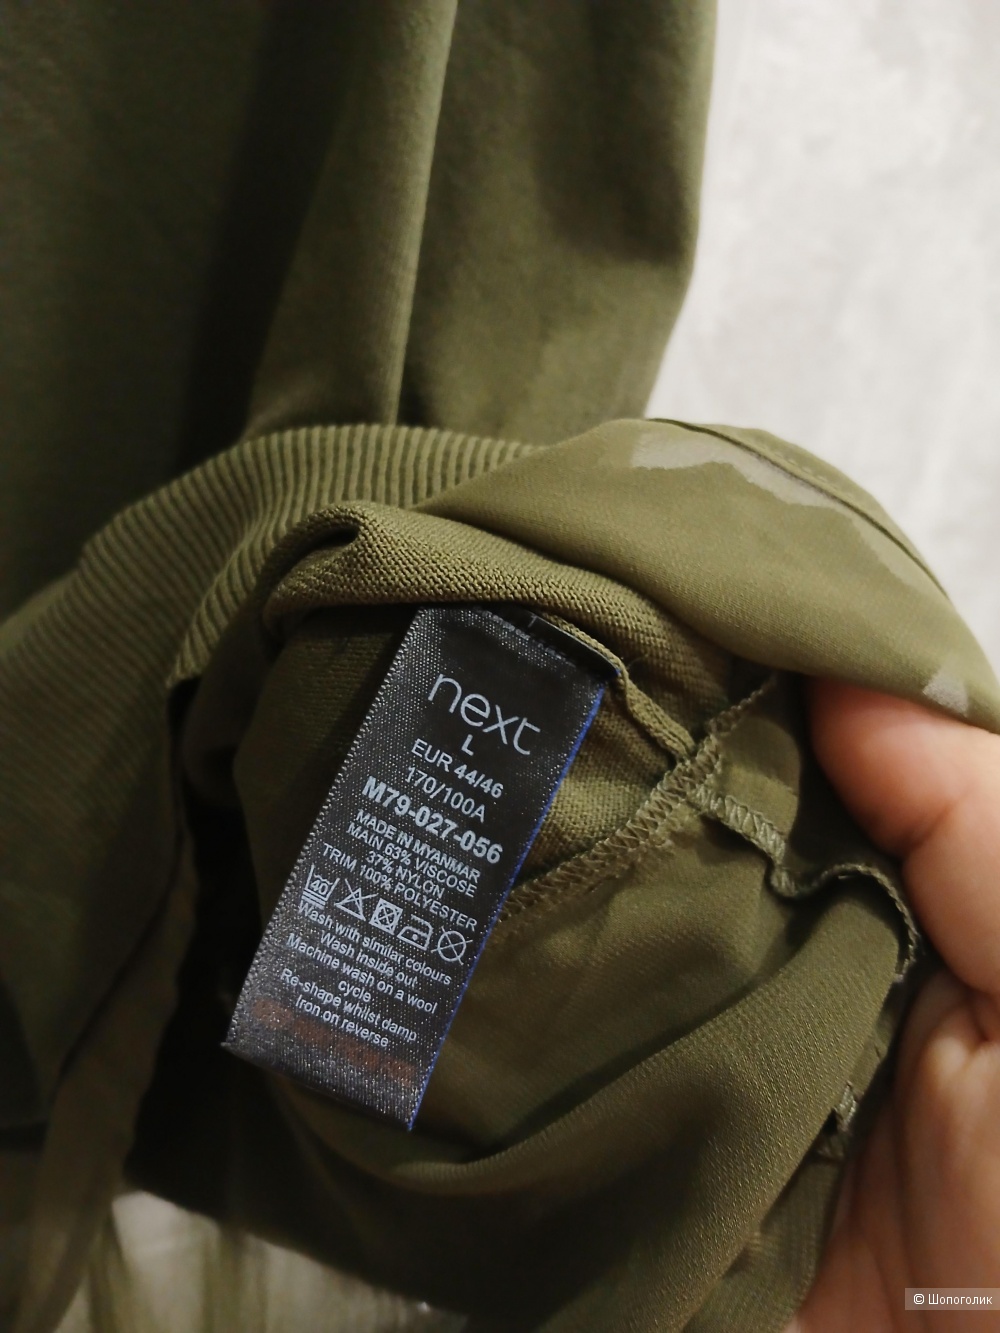 next
L
EUR 44/46
170/100A
M79-027-056
MADE IN MYANMAR
MAIN 63% VISCOSE
37% NYLON
TRIM 100% POLYESTER
40
Wash with similar colours
Wash inside out
Machine wash on a wool
cycle
Re-shape whilst damp
Iron on reverse
© Шопоголик